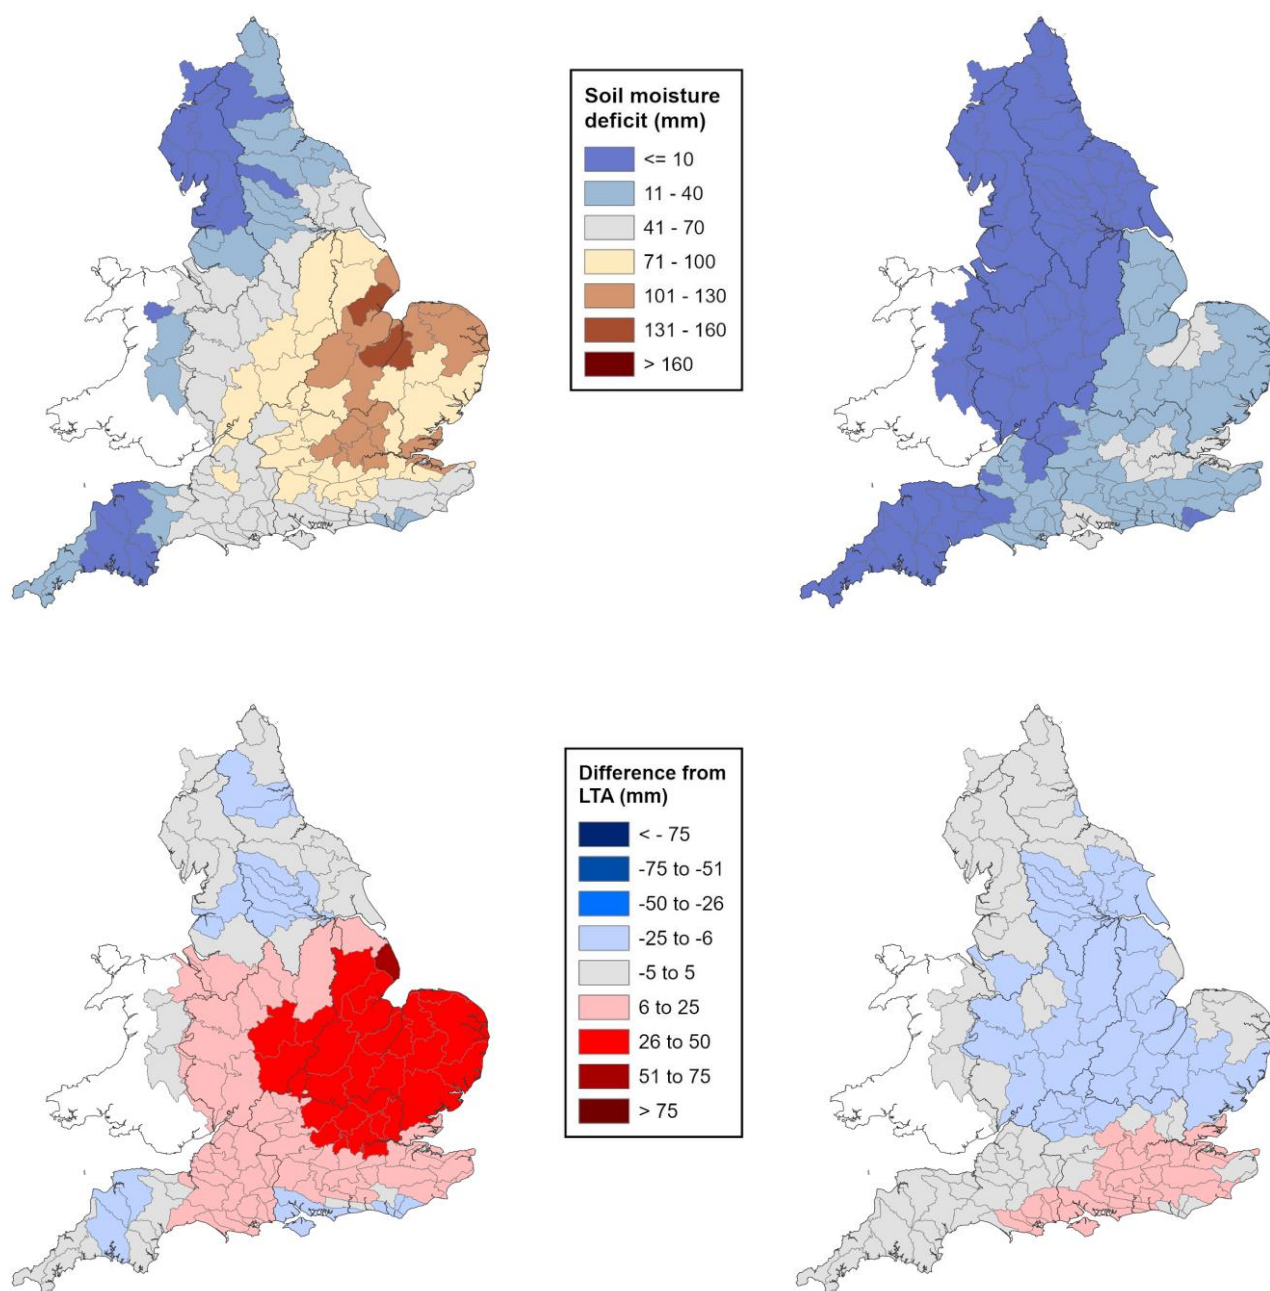 Soil moisture
deficit (mm)
<= 10
11 - 40
41 - 70
71 - 100
101 - 130
131 - 160
> 160
Difference from
LTA (mm)
< - 75
-75 to -51
-50 to -26
-25 to -6
-5 to 5
6 to 25
26 to 50
51 to 75
> 75